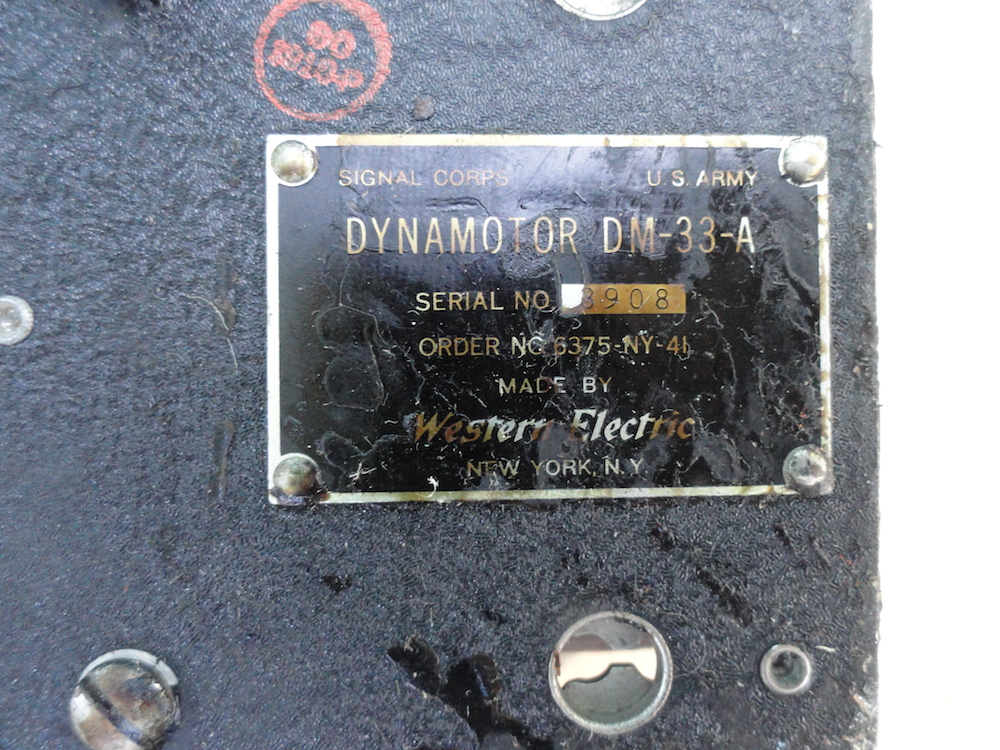 SIGNAL CORPS U.S. ARMY
DYNAMOTOR DM-33-A
SERIAL NO. 3908
ORDER NO. 6375-NY-41
MADE BY
Western Electric
NEW YORK, N.Y.